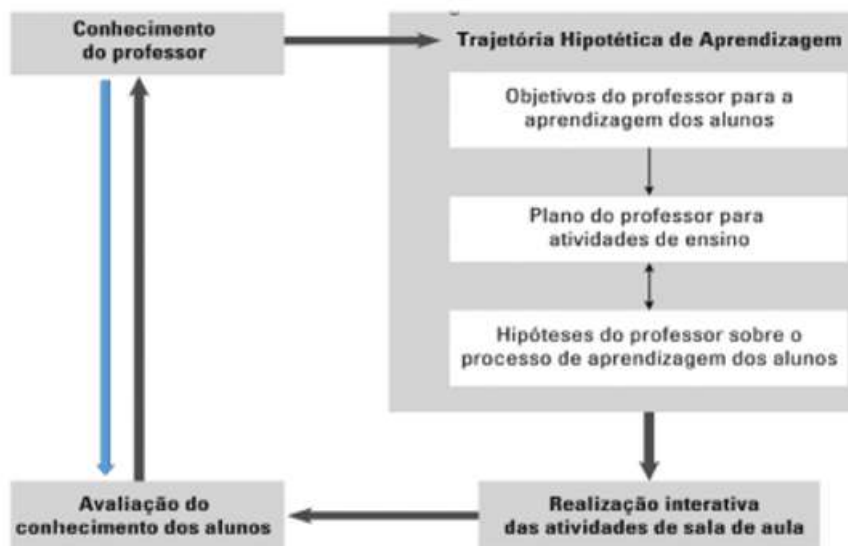 Conhecimento
do professor
Trajetória Hipotética de Aprendizagem
Objetivos do professor para a
aprendizagem dos alunos
Plano do professor para
atividades de ensino
Hipóteses do professor sobre o
processo de aprendizagem dos alunos
Avaliação do
conhecimento dos alunos
Realização interativa
das atividades de sala de aula